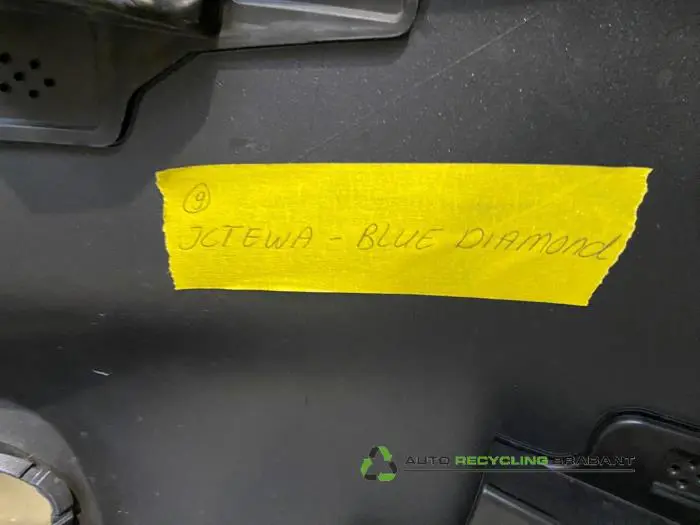 9
JCTEWA - BLUE DIAMOND
AUTO RECYCLING BRABANT